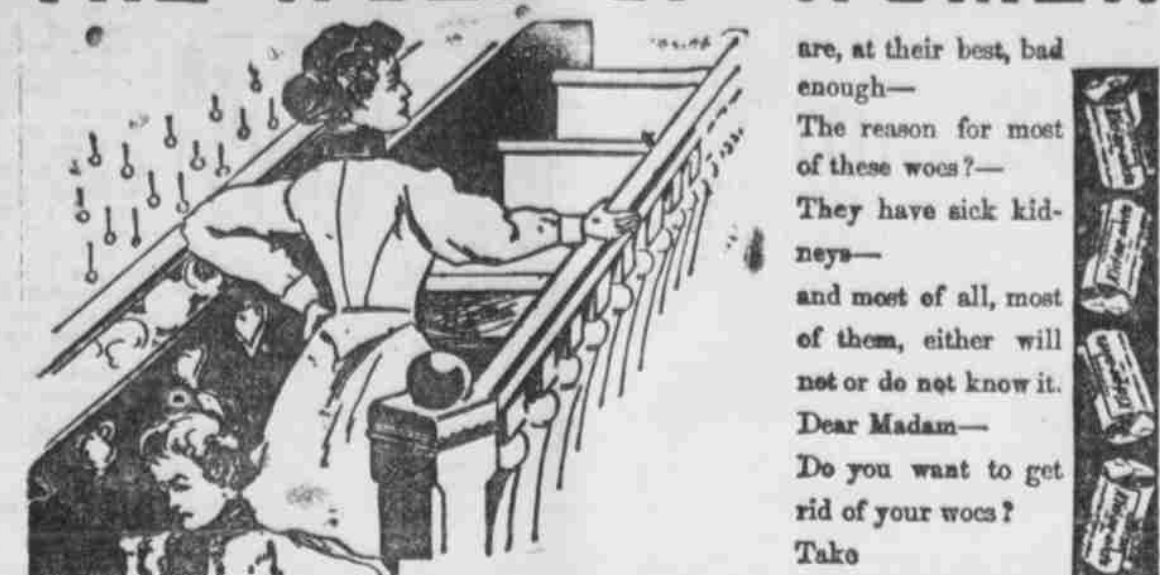 are, at their best, bad
enough—
The reason for most
of these woes?—
They have sick kid-
neys—
and most of all, most
of them, either will
not or do not know it.
Dear Madam—
Do you want to get
rid of your woes?
Take